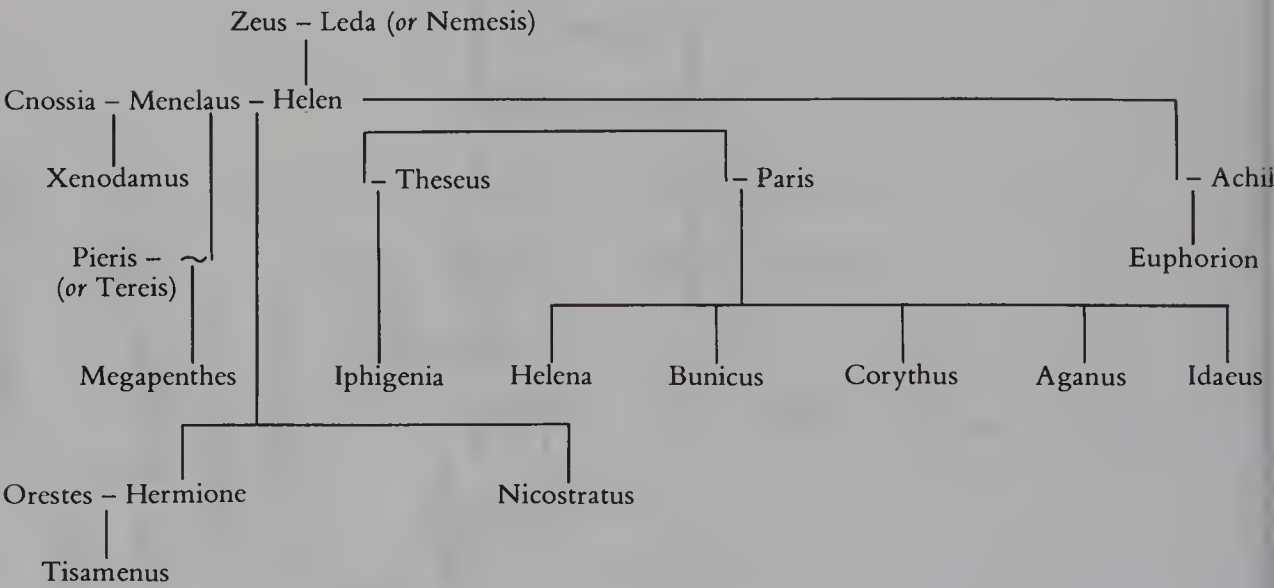 Zeus – Leda (or Nemesis)
Cnossia – Menelaus – Helen
Xenodamus
– Theseus
– Paris
– Achil
Pieris – ~
(or Tereis)
Euphorion
Megapenthes
Iphigenia
Helena
Bunicus
Corythus
Aganus
Idaeus
Orestes – Hermione
Nicostratus
Tisamenus